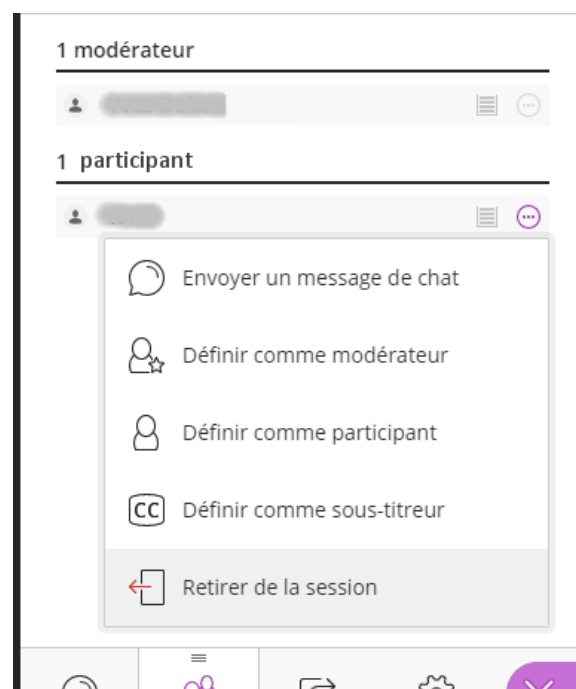 1 modérateur
1 participant
Envoyer un message de chat
Définir comme modérateur
Définir comme participant
CC Définir comme sous-titreur
Retirer de la session